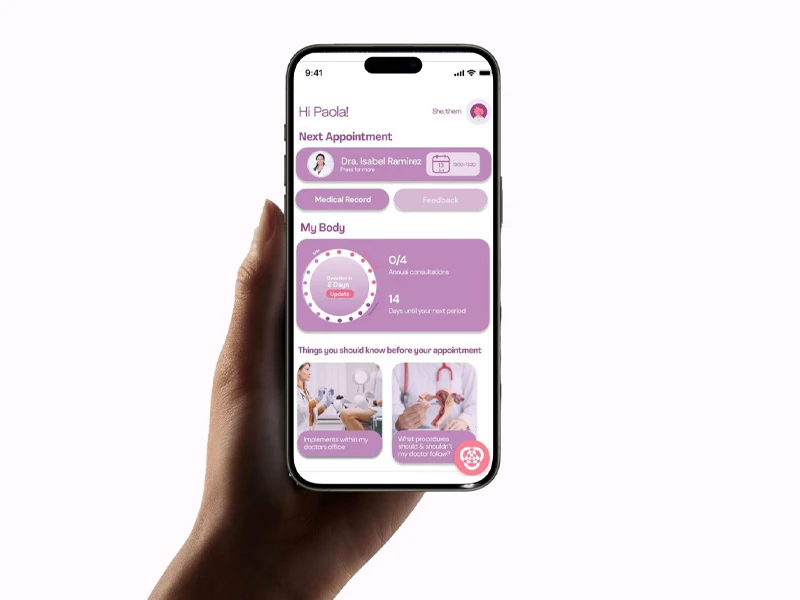 9:41
Hi Paola!
She/them
Next Appointment
Dra. Isabel Ramirez
Press for more
13
Medical Record
Feedback
My Body
Ovulation in
2 Days
Update
0/4
Annual consultations
14
Days until your next period
Things you should know before your appointment
Implements within my
doctors office
What procedures
should & shouldn't
my doctor follow?